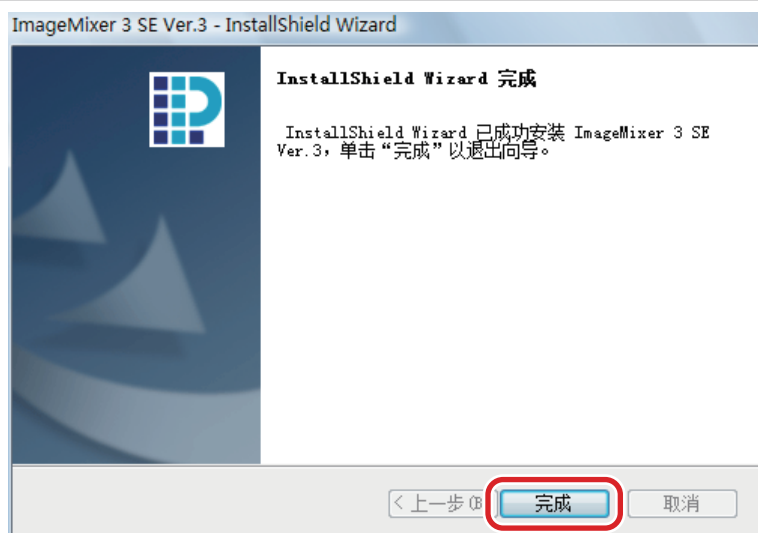 ImageMixer 3 SE Ver.3 - InstallShield Wizard
InstallShield Wizard 完成
InstallShield Wizard 已成功安装 ImageMixer 3 SE
Ver.3，单击“完成”以退出向导。
< 上一步(B) 完成 取消